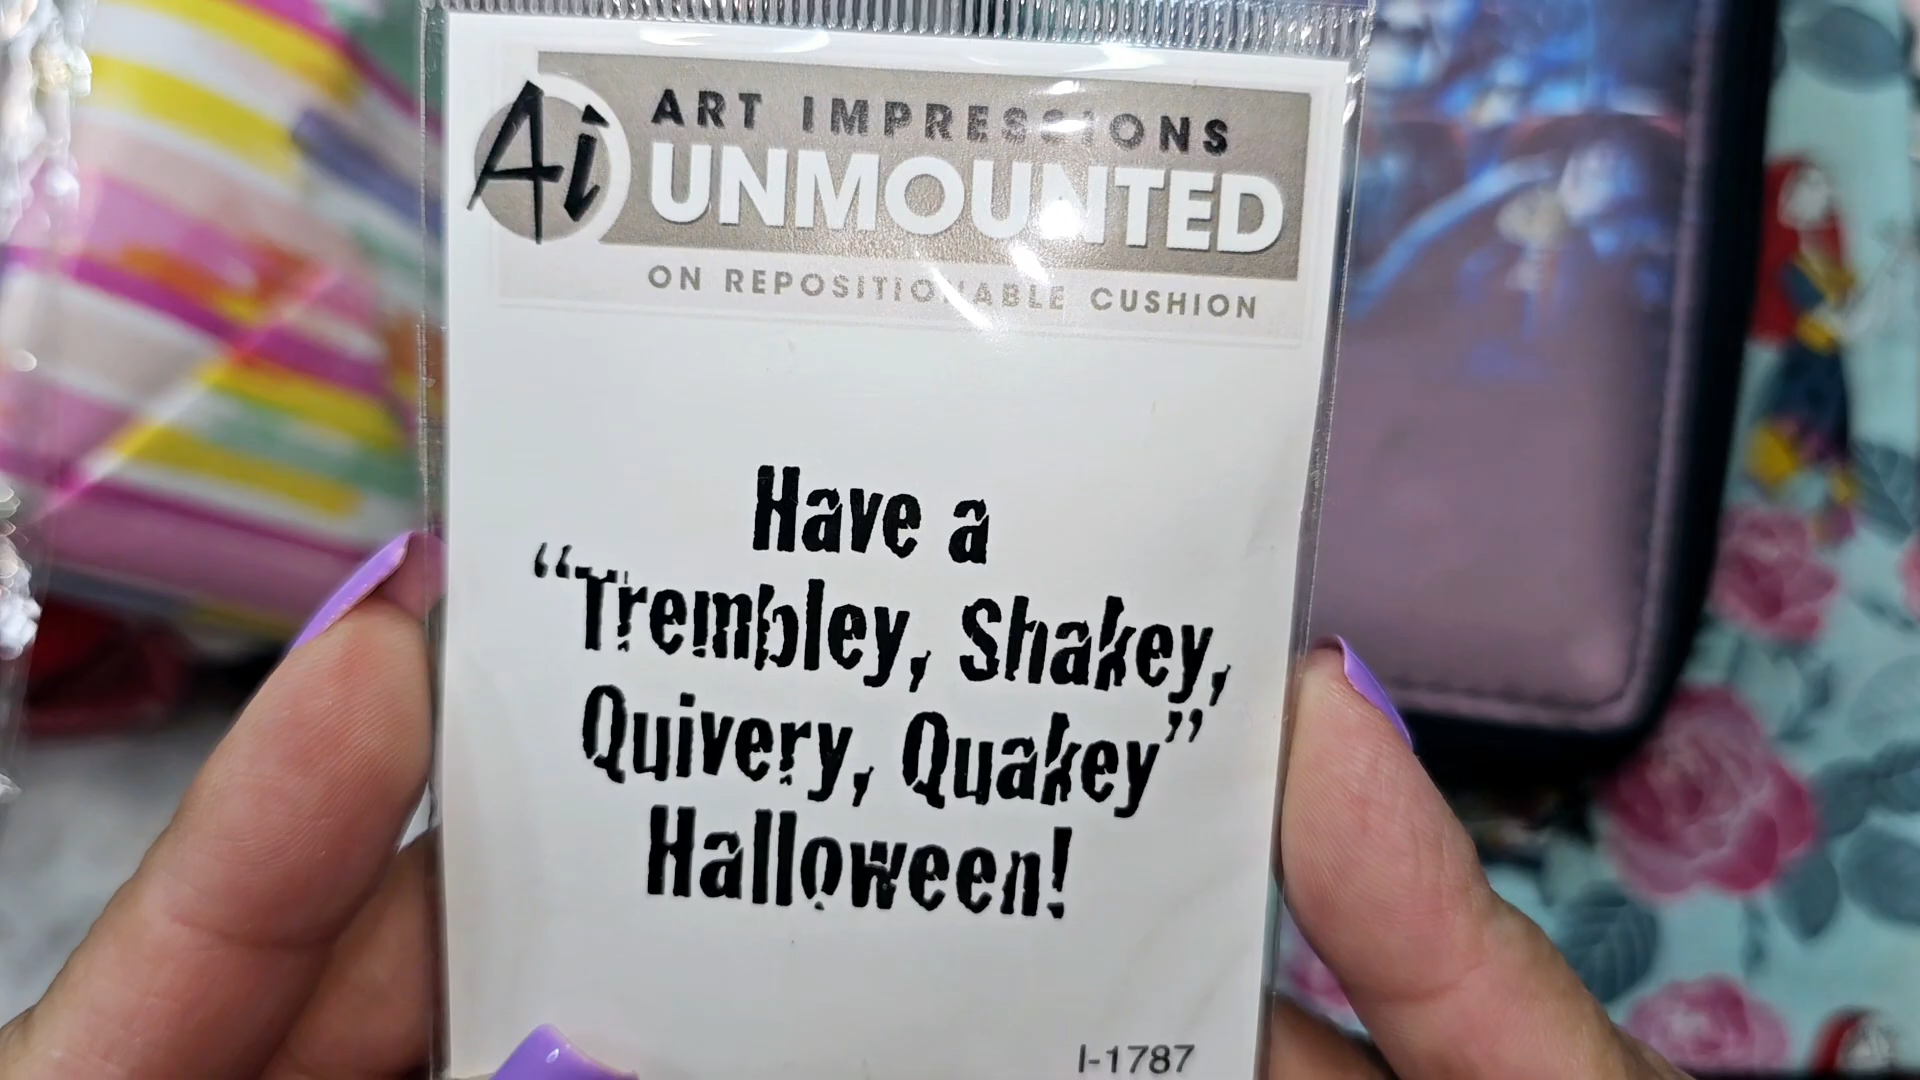 Ai
ART IMPRESSIONS
UNMOUNTED
ON REPOSITIONABLE CUSHION
Have a
“Trembley, Shakey,
Quivery, Quakey”
Halloween!
I-1787